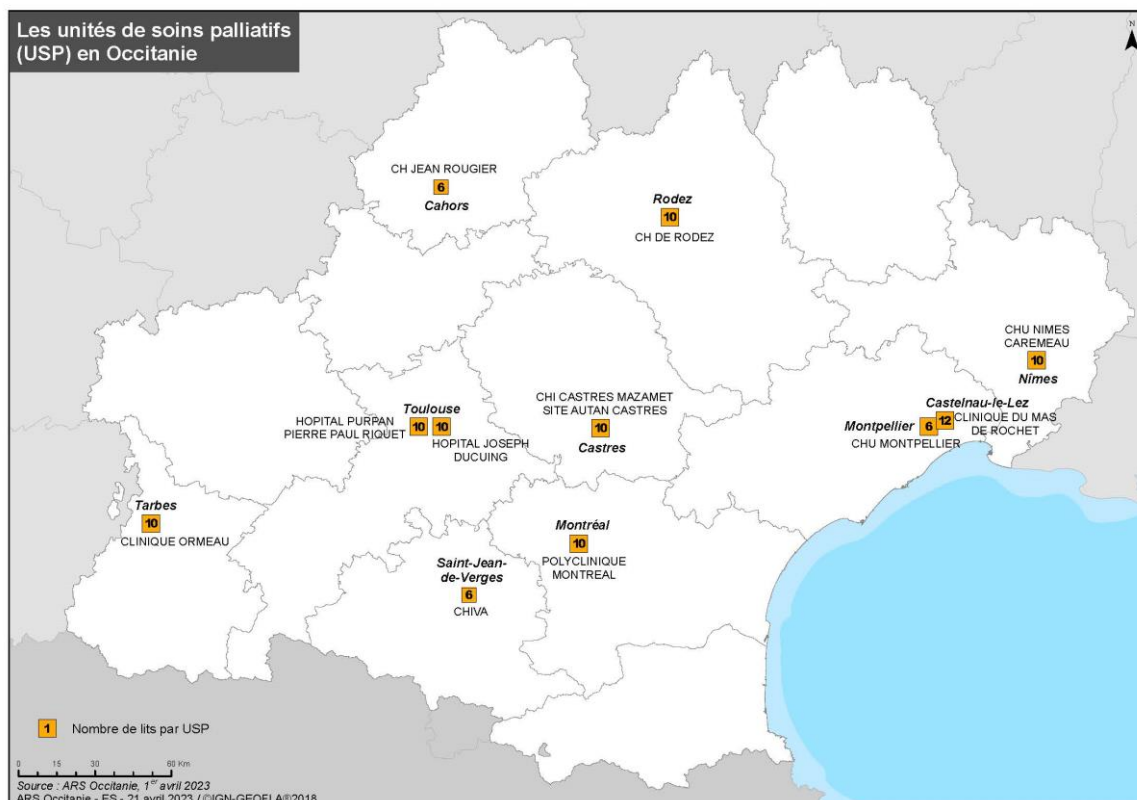 Les unités de soins palliatifs
(USP) en Occitanie
N
CH JEAN ROUGIER
6
Cahors
Rodez
10
CH DE RODEZ
CHU NIMES
CAREMEAU
10
Nîmes
Toulouse
HOPITAL PURPAN
PIERRE PAUL RIQUET
10
10
HOPITAL JOSEPH
DUCUING
CHI CASTRES MAZAMET
SITE AUTAN CASTRES
10
Castres
Castelnau-le-Lez
12
CLINIQUE DU MAS
DE ROCHET
Montpellier
6
CHU MONTPELLIER
Tarbes
10
CLINIQUE ORMEAU
Montréal
10
POLYCLINIQUE
MONTREAL
Saint-Jean-
de-Verges
6
CHIVA
1 Nombre de lits par USP
0 15 30 60 Km
Source : ARS Occitanie, 1er avril 2023
ARS Occitanie - ES - 21 avril 2023 / ©IGN-GEOFLA®2018